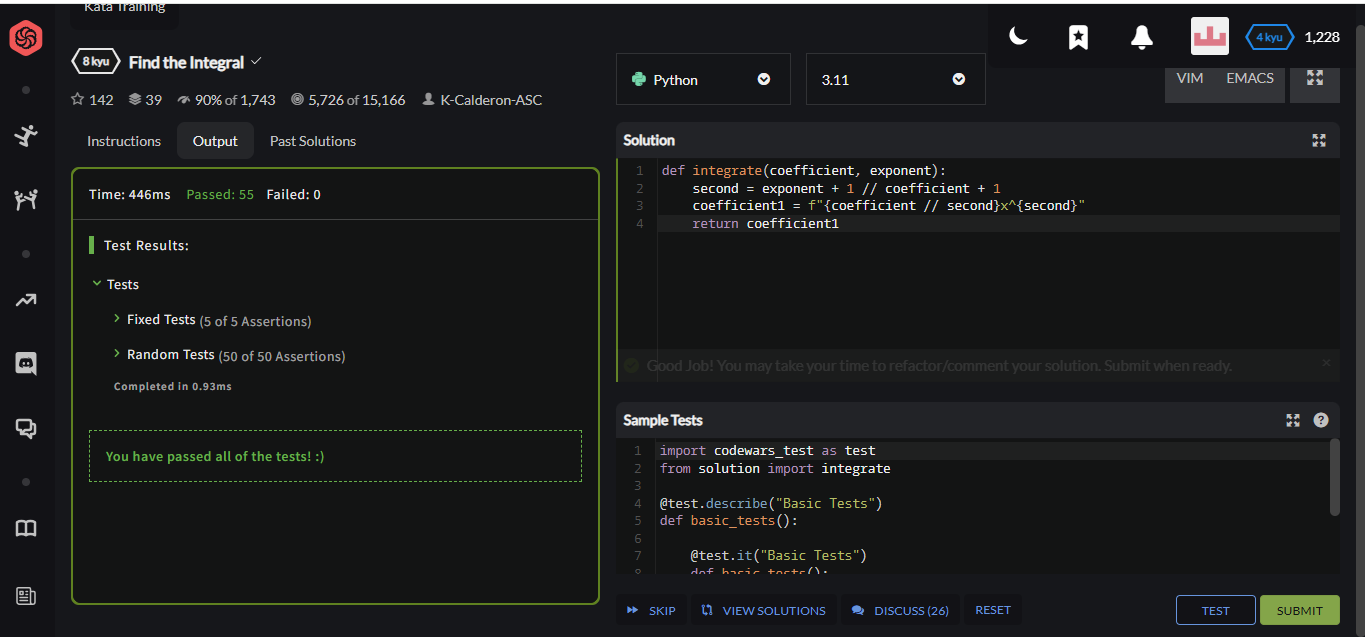 Kata Training
8 kyu Find the Integral
142 39 90% of 1,743 5,726 of 15,166 K-Calderon-ASC
4 kyu 1,228
Python 3.11 VIM EMACS
Instructions Output Past Solutions
Time: 446ms Passed: 55 Failed: 0
Test Results:
Tests
Fixed Tests (5 of 5 Assertions)
Random Tests (50 of 50 Assertions)
Completed in 0.93ms
You have passed all of the tests! :)
Solution
1 def integrate(coefficient, exponent):
2 second = exponent + 1 // coefficient + 1
3 coefficient1 = f"{coefficient // second}x^{second}"
4 return coefficient1
Good Job! You may take your time to refactor/comment your solution. Submit when ready.
Sample Tests
?
1 import codewars_test as test
2 from solution import integrate
3
4 @test.describe("Basic Tests")
5 def basic_tests():
6
7 @test.it("Basic Tests")
8 def basic_tests():
SKIP VIEW SOLUTIONS DISCUSS (26) RESET TEST SUBMIT